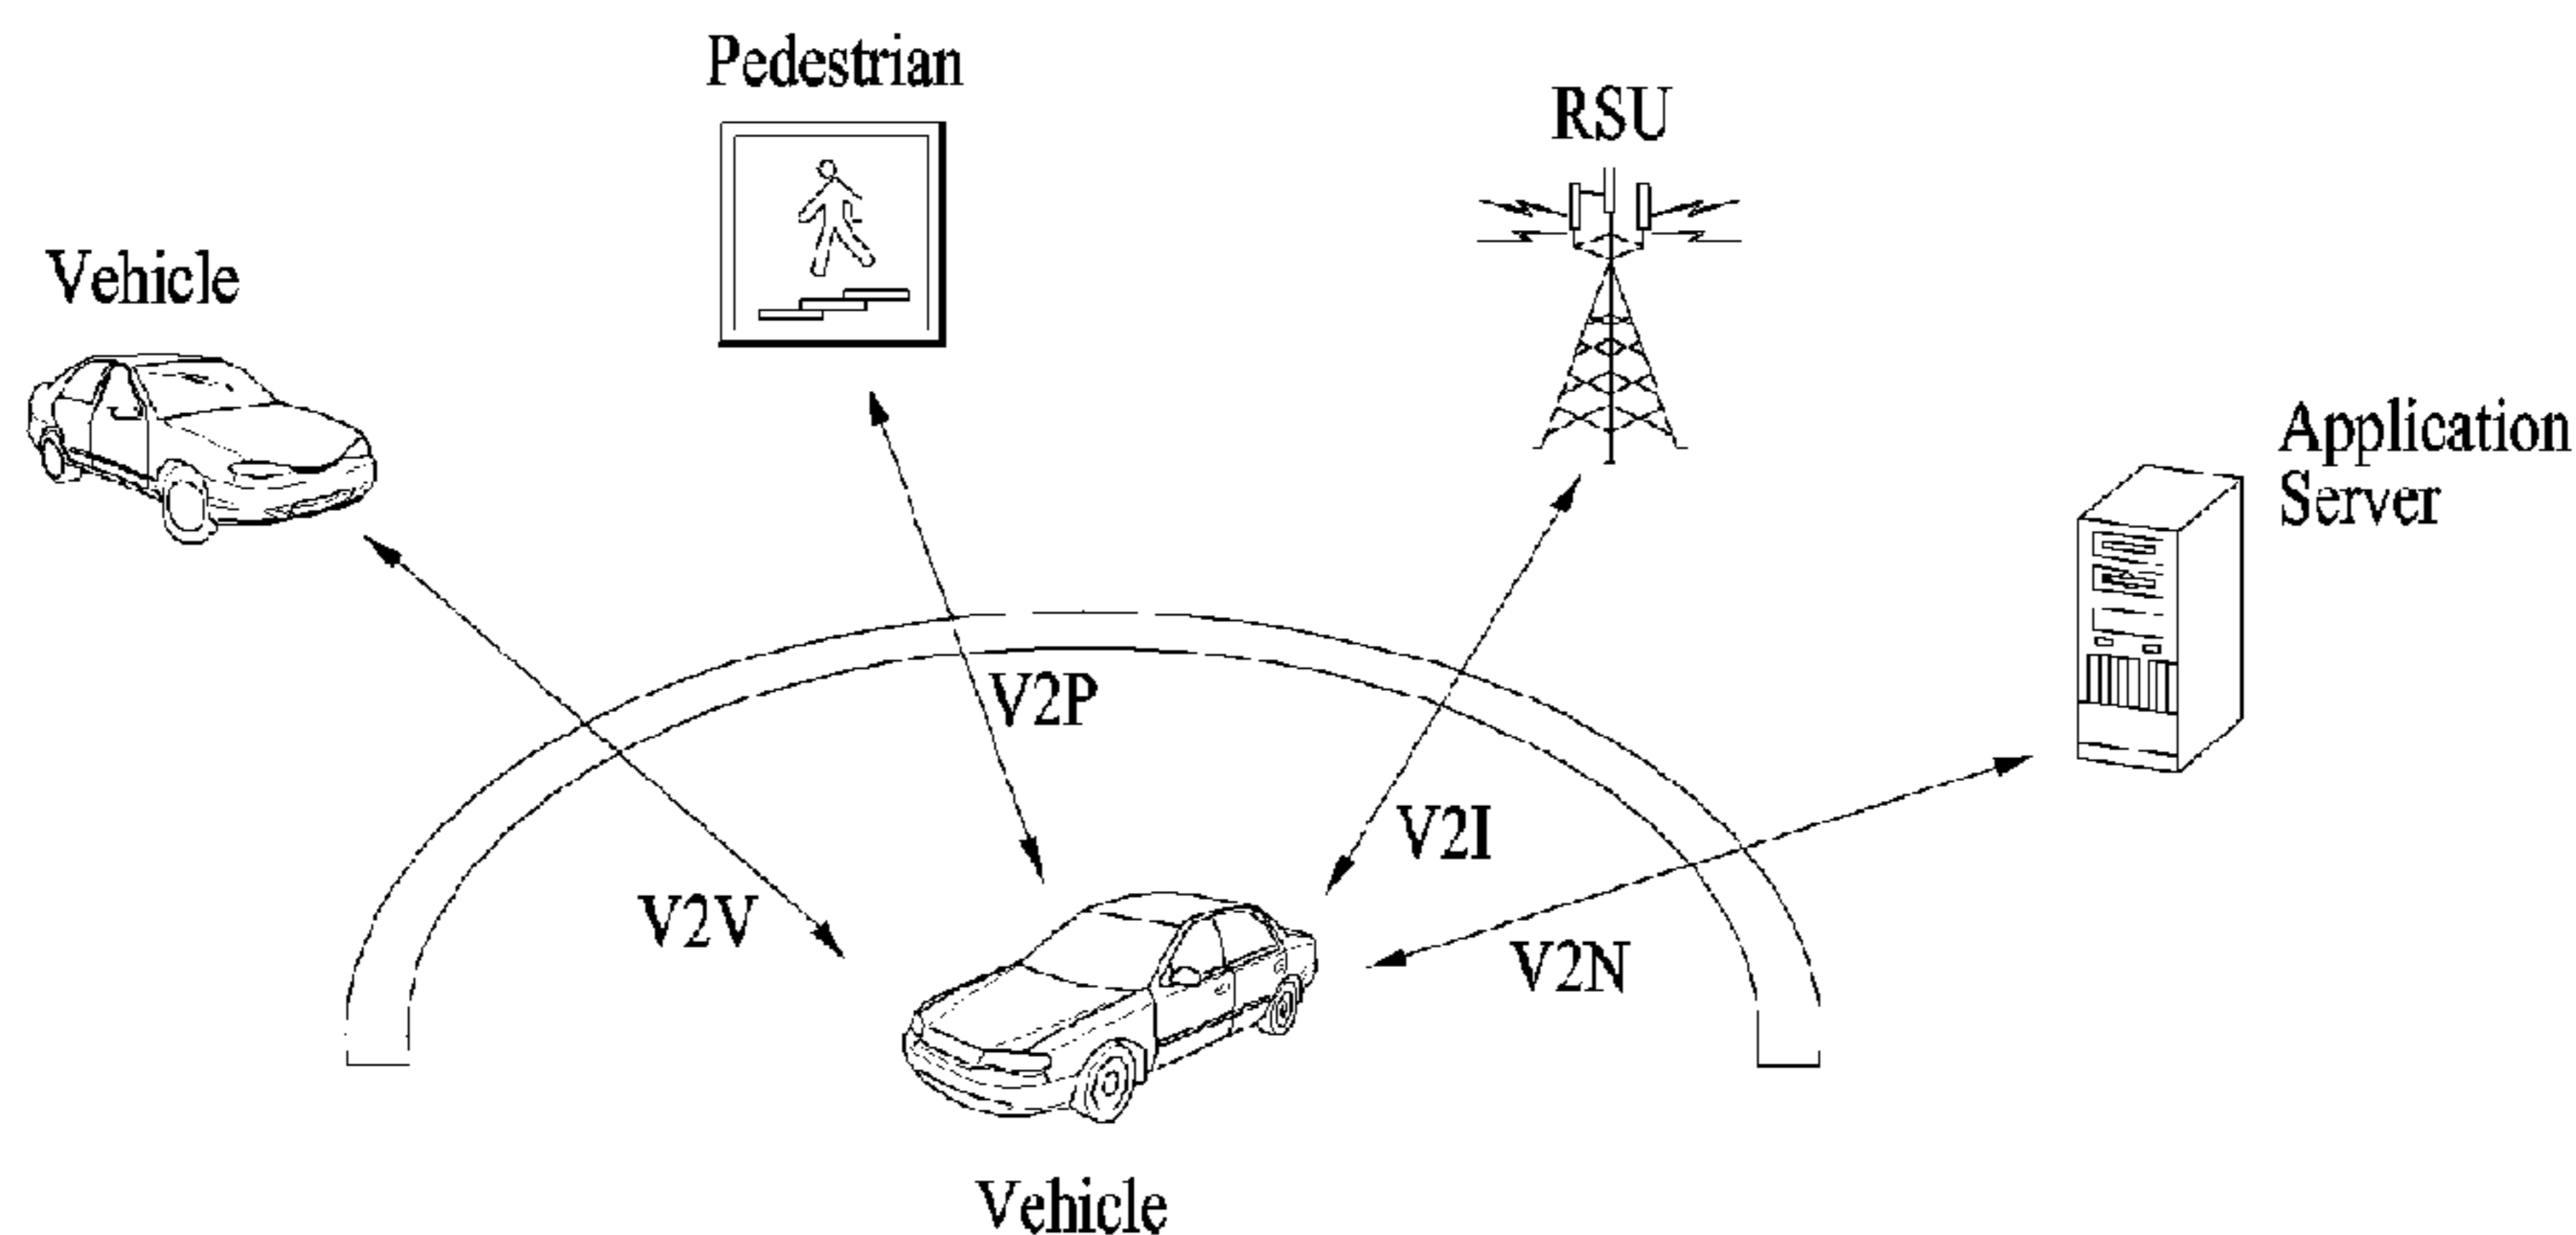 Pedestrian
RSU
Vehicle
Application
Server
V2P
V2I
V2V
V2N
Vehicle